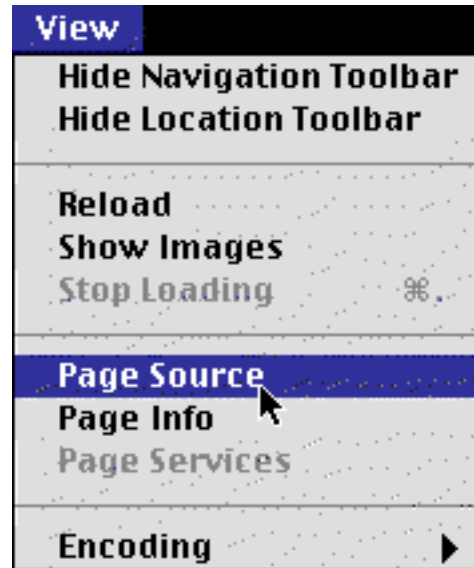 View
Hide Navigation Toolbar
Hide Location Toolbar
Reload
Show Images
Stop Loading ⌘.
Page Source
Page Info
Page Services
Encoding